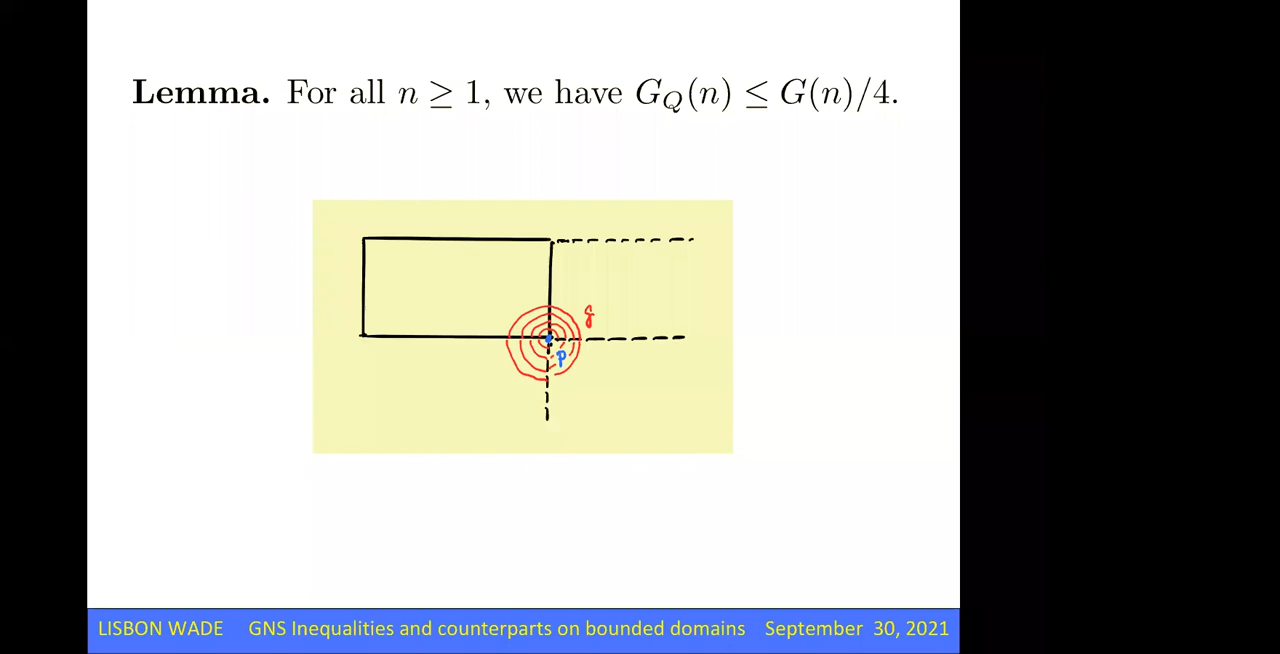 Lemma. For all n ≥ 1, we have G_Q(n) ≤ G(n)/4.
g
p
LISBON WADE GNS Inequalities and counterparts on bounded domains September 30, 2021